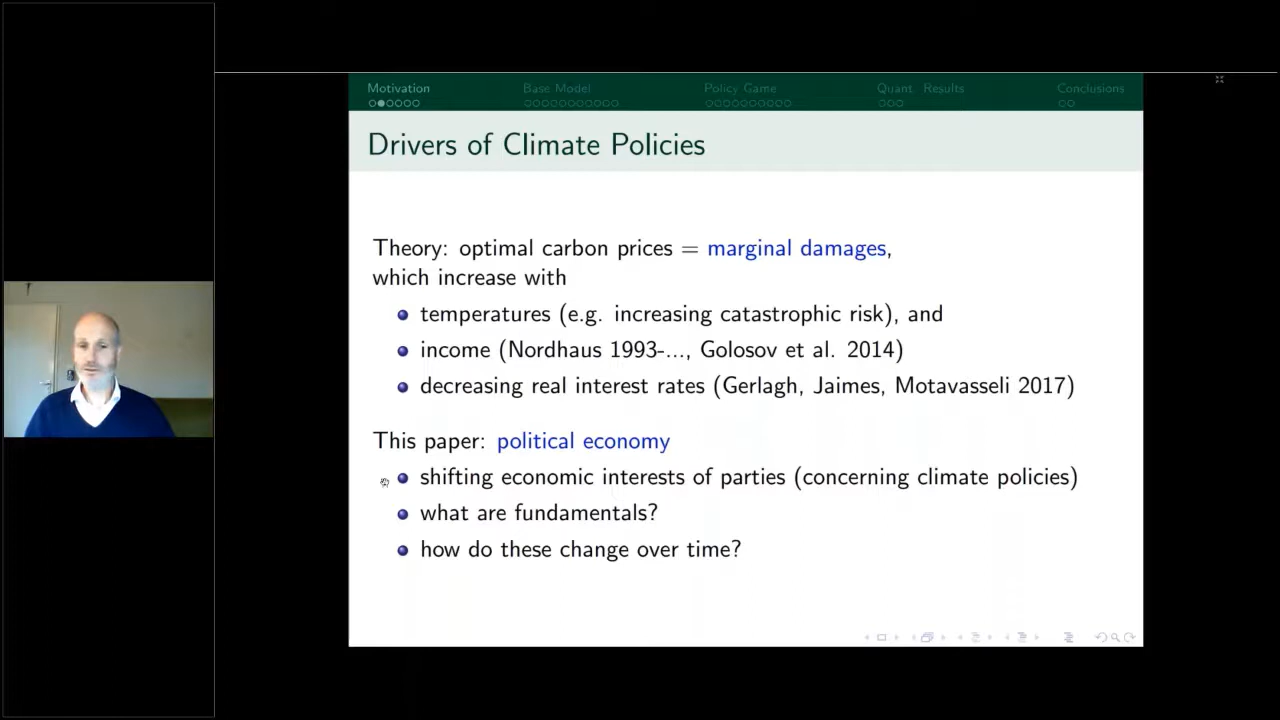 Motivation Base Model Policy Game Quant. Results Conclusions
Drivers of Climate Policies
Theory: optimal carbon prices = marginal damages,
which increase with
temperatures (e.g. increasing catastrophic risk), and
income (Nordhaus 1993-..., Golosov et al. 2014)
decreasing real interest rates (Gerlagh, Jaimes, Motavasseli 2017)
This paper: political economy
shifting economic interests of parties (concerning climate policies)
what are fundamentals?
how do these change over time?